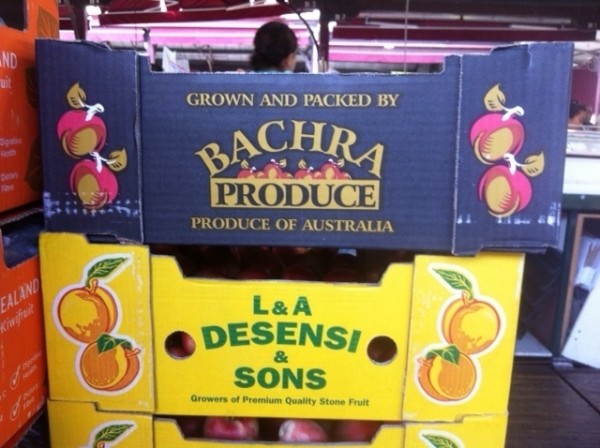 GROWN AND PACKED BY
BACHRA
PRODUCE
PRODUCE OF AUSTRALIA
L & A
DESENSI
&
SONS
Growers of Premium Quality Stone Fruit
EALAND
Kiwifruit